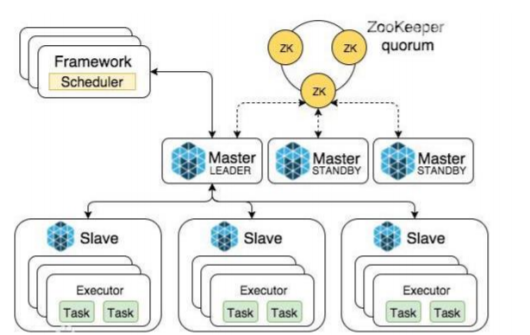 ZooKeeper
quorum
Framework
Scheduler
ZK
ZK
ZK
Master
LEADER
Master
STANDBY
Master
STANDBY
Slave
Slave
Slave
Executor
Executor
Executor
Task Task
Task Task
Task Task